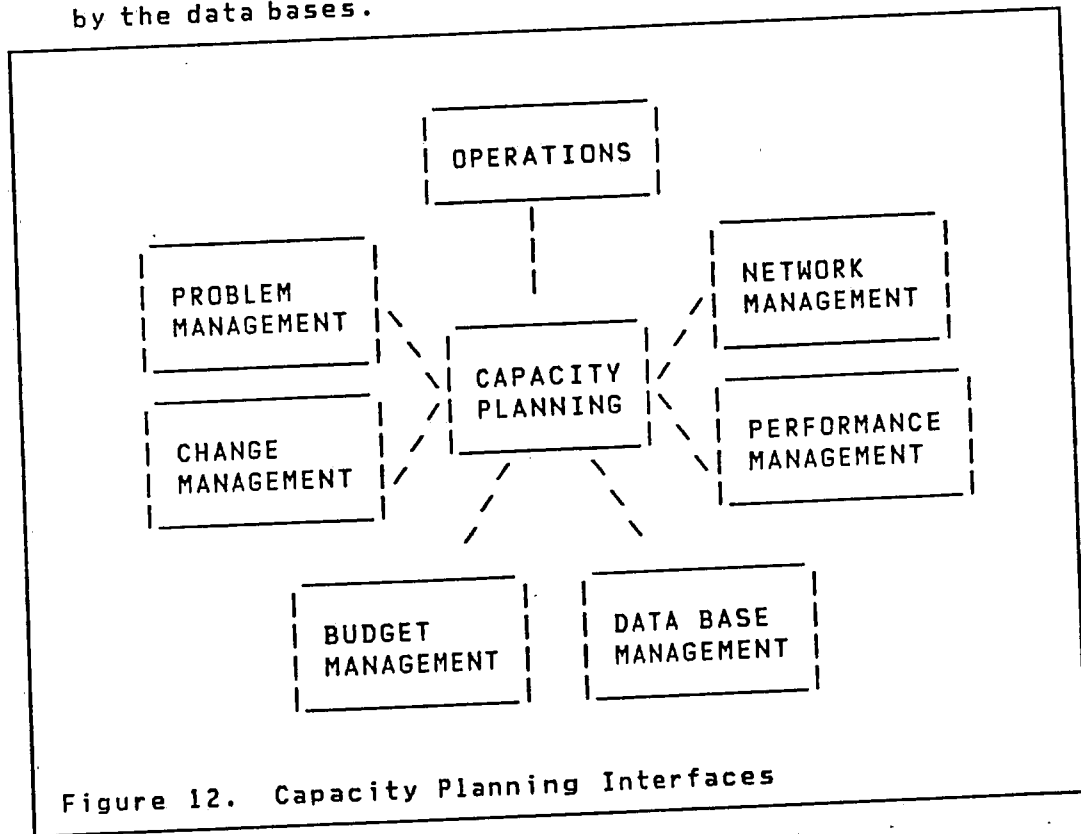 by the data bases.
OPERATIONS
PROBLEM
MANAGEMENT
NETWORK
MANAGEMENT
CAPACITY
PLANNING
CHANGE
MANAGEMENT
PERFORMANCE
MANAGEMENT
BUDGET
MANAGEMENT
DATA BASE
MANAGEMENT
Figure 12. Capacity Planning Interfaces